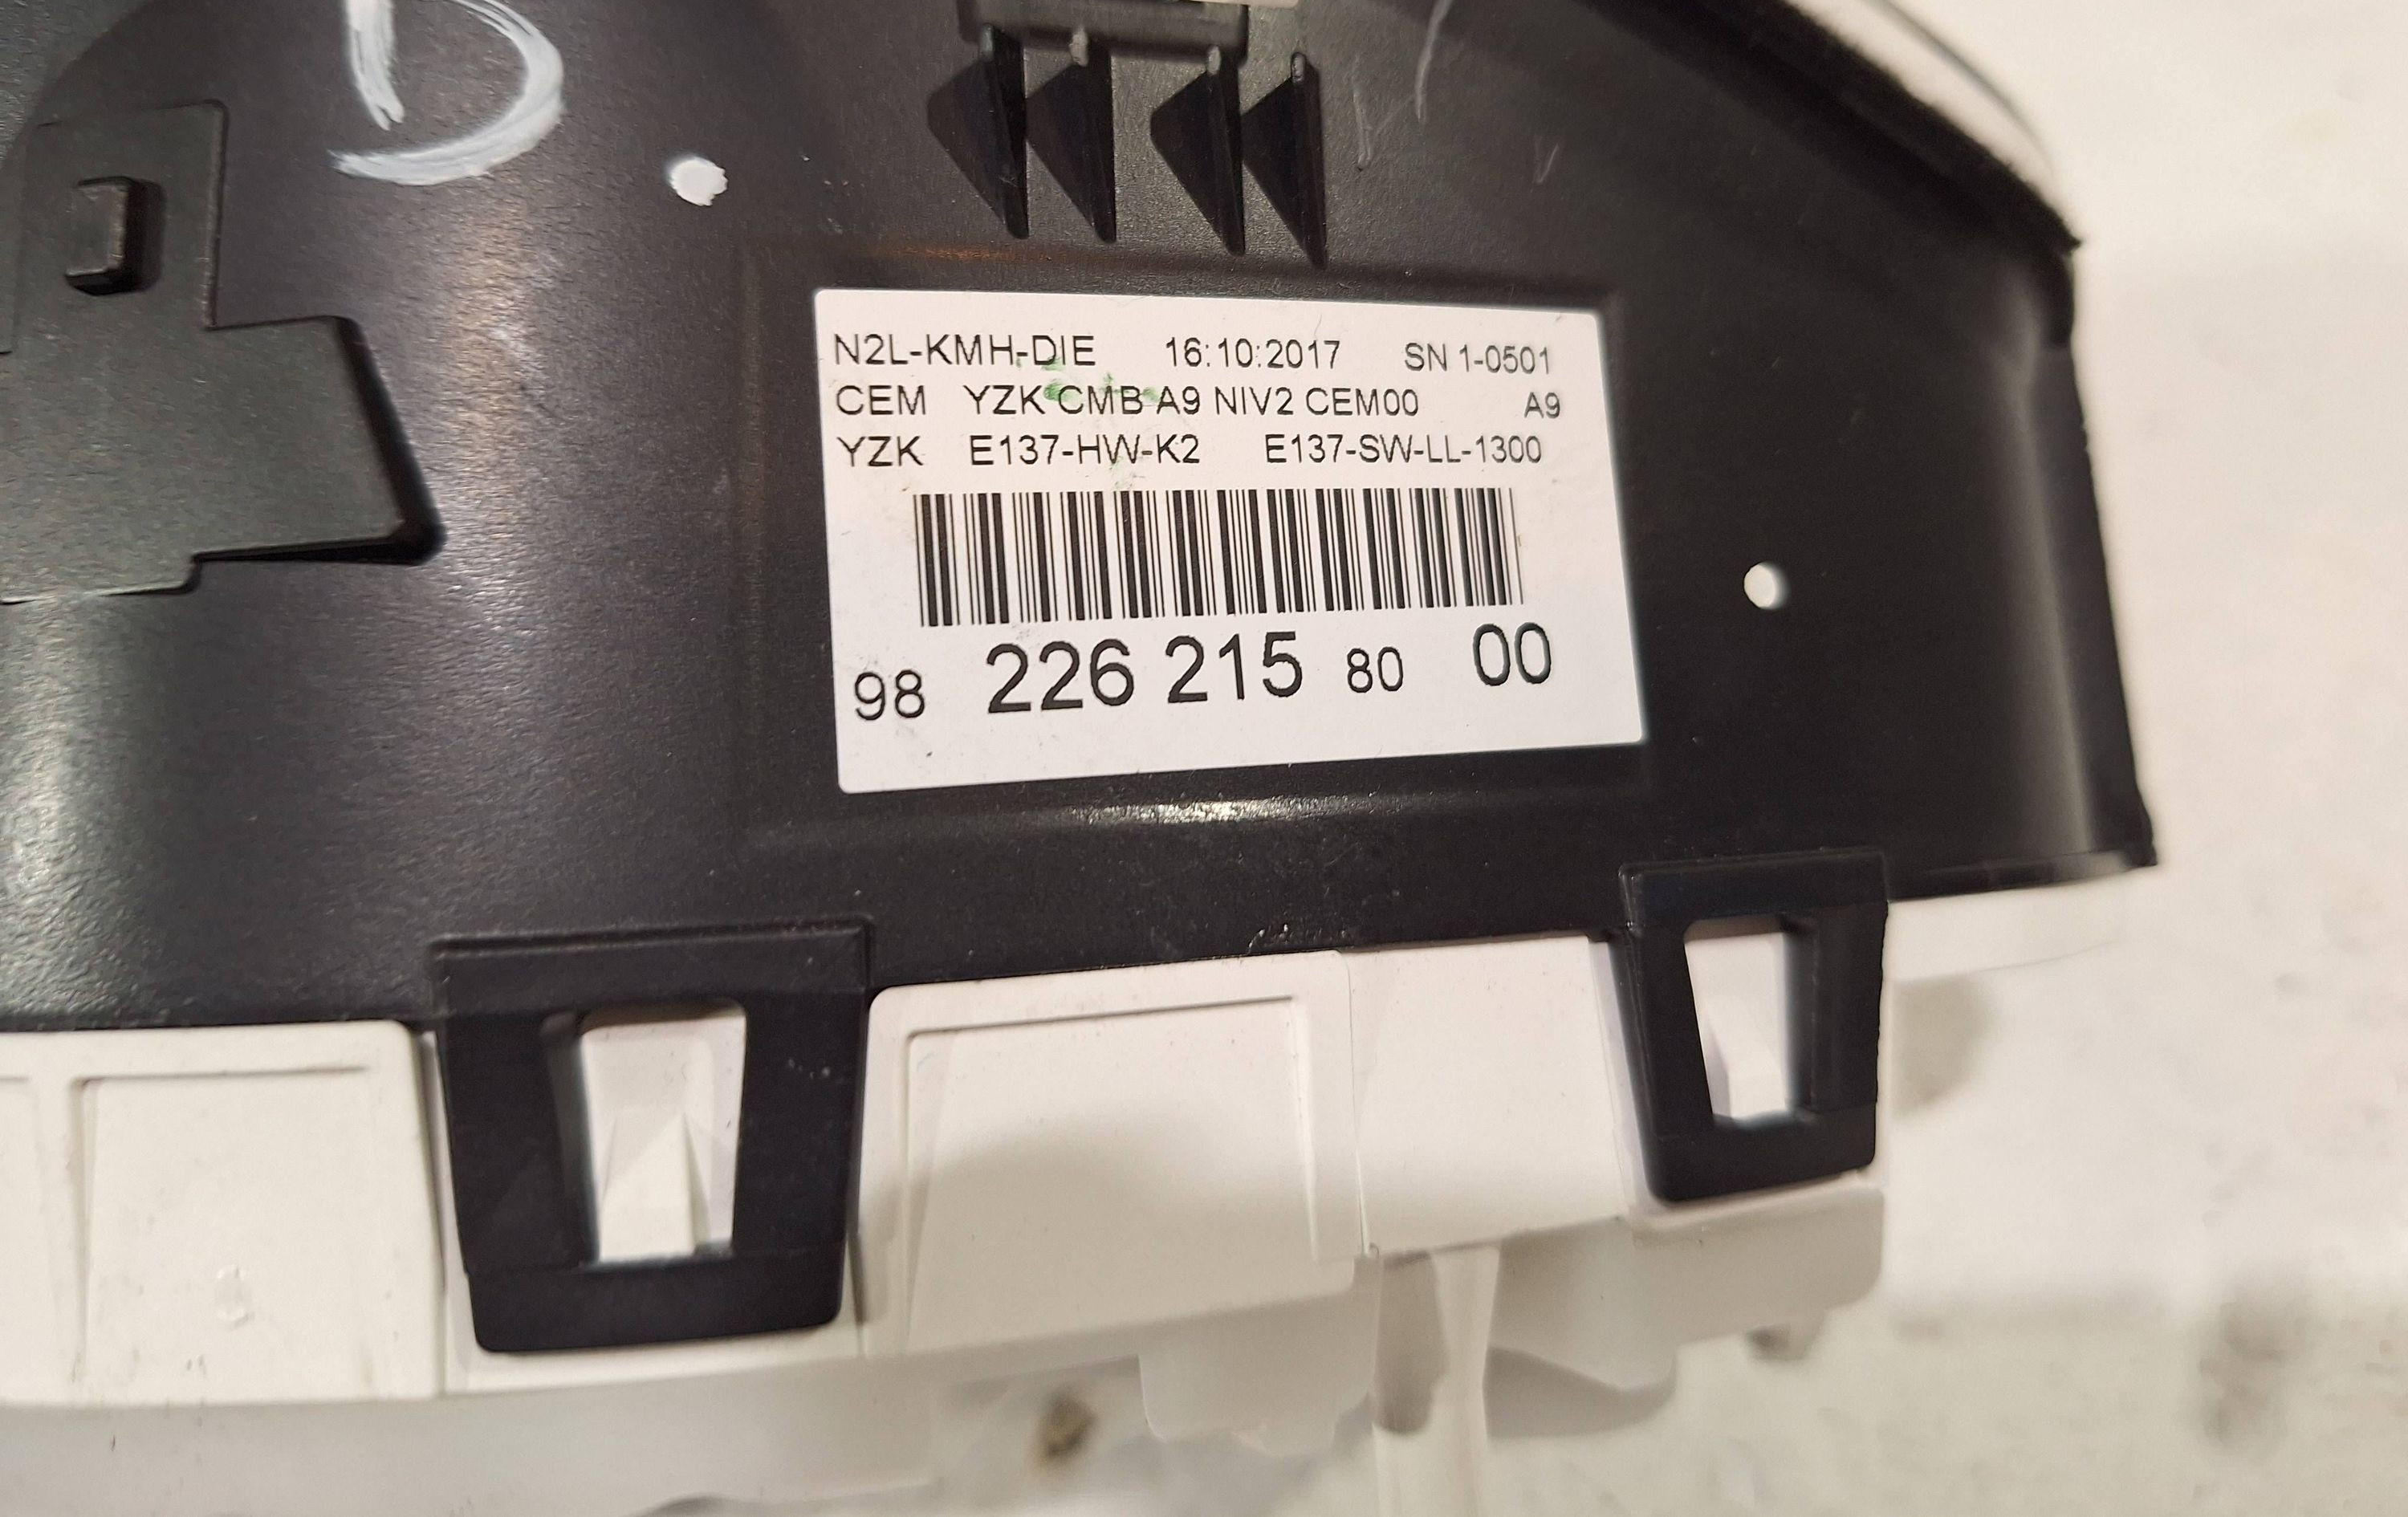 D
N2L-KMH-DIE 16:10:2017 SN 1-0501
CEM YZK CMB A9 NIV2 CEM00 A9
YZK E137-HW-K2 E137-SW-LL-1300
98 226 215 80 00